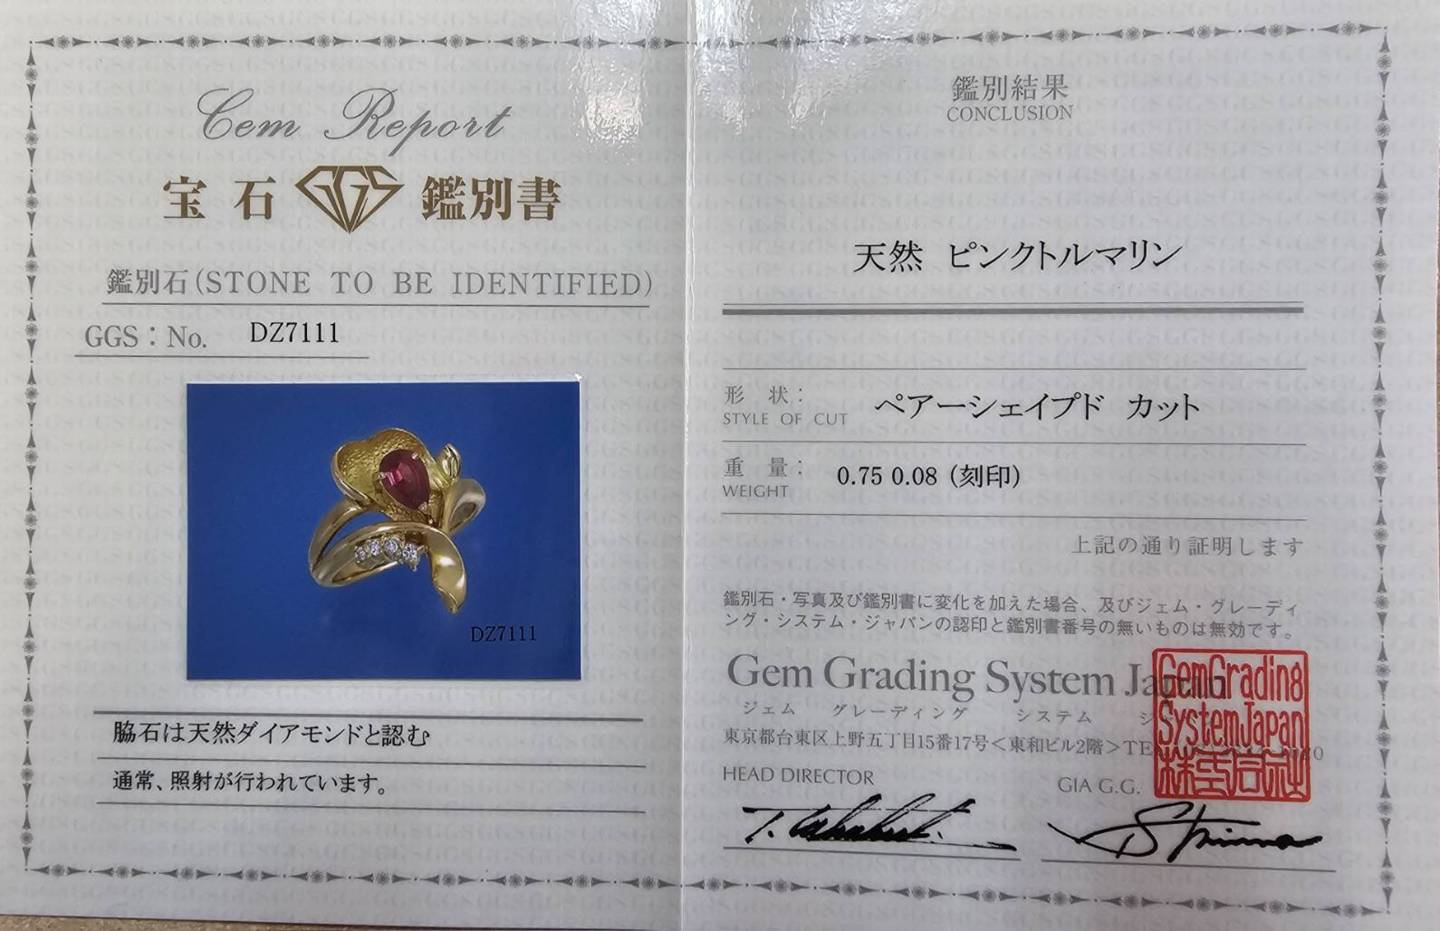 Gem Report
宝石 GGS 鑑別書
鑑別石(STONE TO BE IDENTIFIED)
GGS：No. DZ7111
DZ7111
脇石は天然ダイアモンドと認む
通常、照射が行われています。
鑑別結果
CONCLUSION
天然 ピンクトルマリン
形 状：
STYLE OF CUT
ペアーシェイプド カット
重 量：
WEIGHT
0.75 0.08 (刻印)
上記の通り証明します
鑑別石・写真及び鑑別書に変化を加えた場合、及びジェム・グレーディ
ング・システム・ジャパンの認印と鑑別書番号の無いものは無効です。
Gem Grading System Japan
ジェム グレーディング システム
東京都台東区上野五丁目15番17号＜東和ビル2階＞TE
HEAD DIRECTOR
GIA G.G.
GemGrading
SystemJapan
株式会社